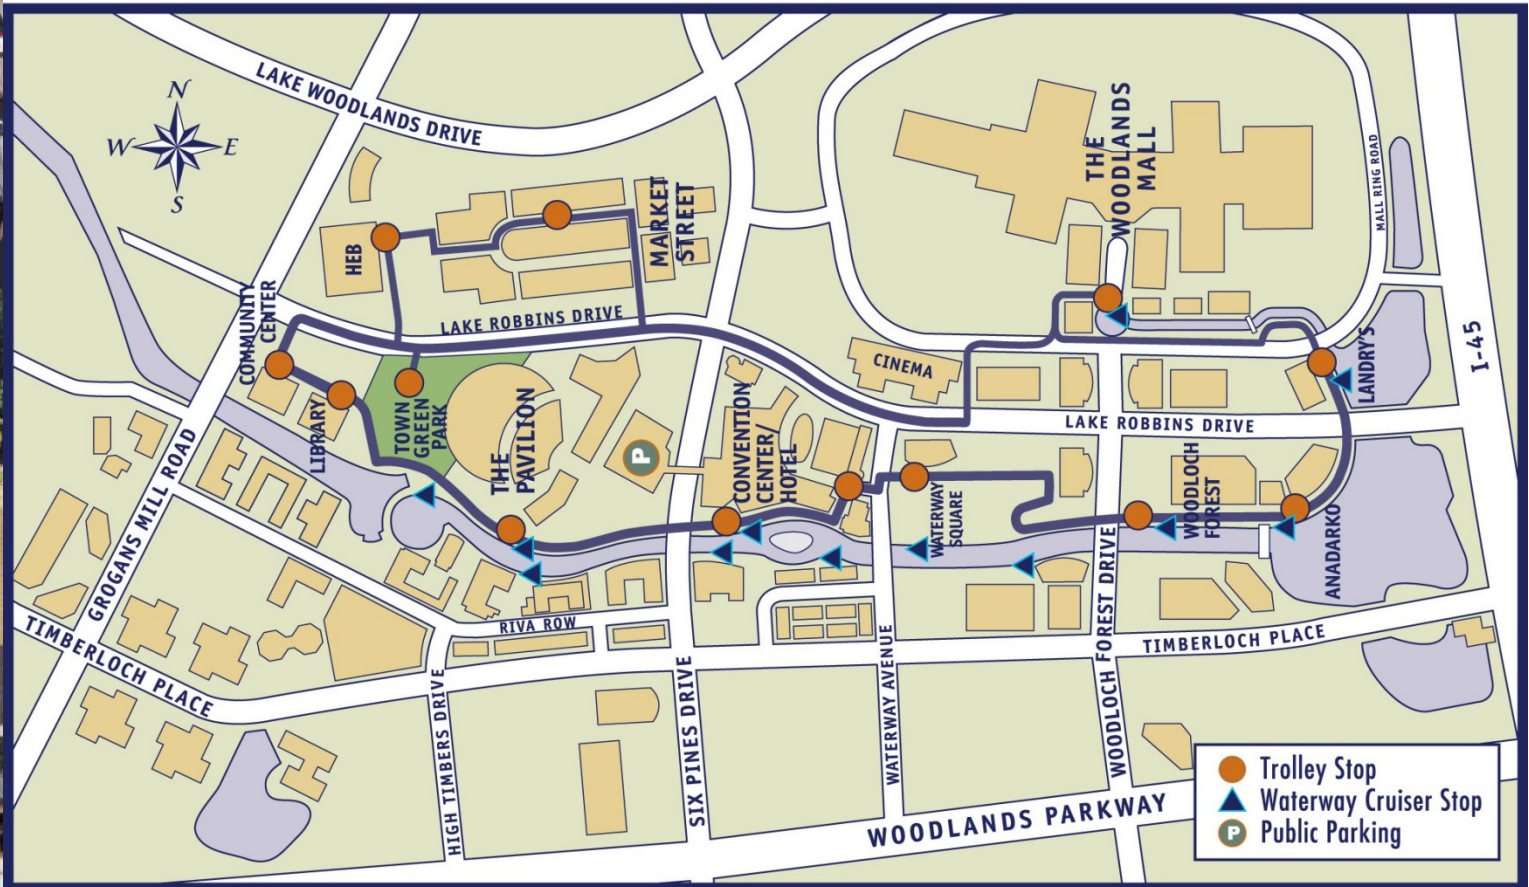 LAKE WOODLANDS DRIVE
N
W
E
S
THE
WOODLANDS
MALL
MALL RING ROAD
MARKET
STREET
HEB
COMMUNITY
CENTER
LAKE ROBBINS DRIVE
I-45
LANDRY'S
CINEMA
LIBRARY
TOWN
GREEN
PARK
THE
PAVILION
P
CONVENTION
CENTER/
HOTEL
LAKE ROBBINS DRIVE
WATERWAY
SQUARE
WOODLOCH
FOREST
ANADARKO
GROGANS MILL ROAD
TIMBERLOCH PLACE
RIVA ROW
HIGH TIMBERS DRIVE
SIX PINES DRIVE
WATERWAY AVENUE
WOODLOCH FOREST DRIVE
TIMBERLOCH PLACE
WOODLANDS PARKWAY
Trolley Stop
Waterway Cruiser Stop
P Public Parking